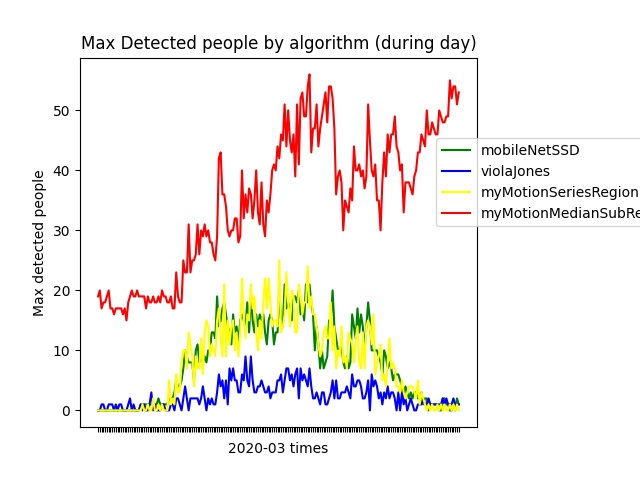 Max Detected people by algorithm (during day)
Max detected people
50
40
30
20
10
0
2020-03 times
mobileNetSSD
violaJones
myMotionSeriesRegion
myMotionMedianSubRe